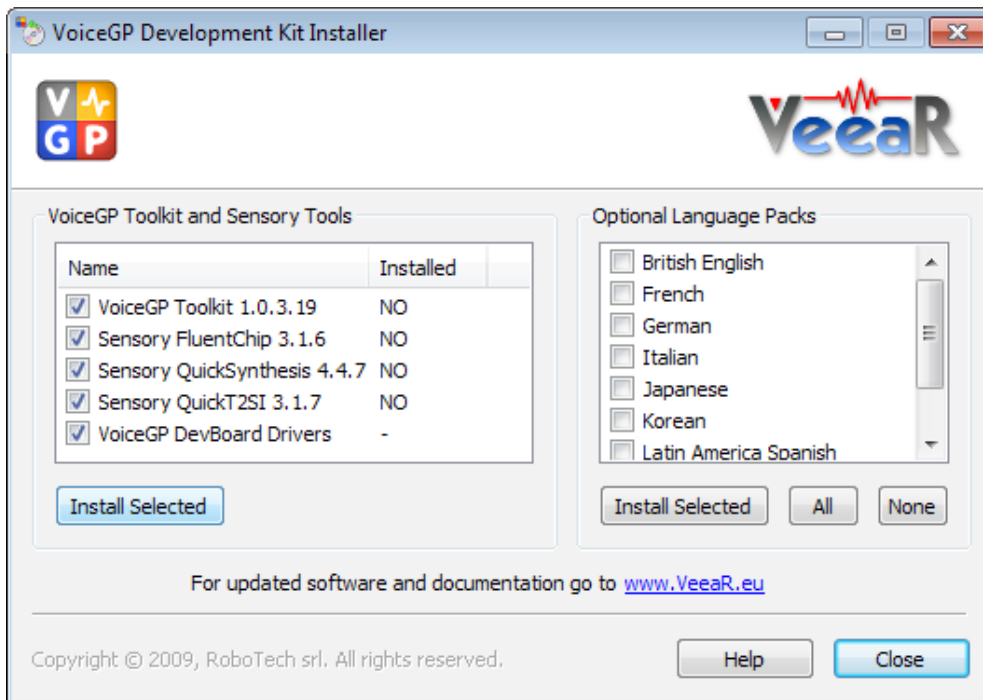 VoiceGP Development Kit Installer
V
G P
VeeaR
VoiceGP Toolkit and Sensory Tools
Name Installed
VoiceGP Toolkit 1.0.3.19 NO
Sensory FluentChip 3.1.6 NO
Sensory QuickSynthesis 4.4.7 NO
Sensory QuickT2SI 3.1.7 NO
VoiceGP DevBoard Drivers -
Install Selected
Optional Language Packs
British English
French
German
Italian
Japanese
Korean
Latin America Spanish
Install Selected All None
For updated software and documentation go to www.VeeaR.eu
Copyright © 2009, RoboTech srl. All rights reserved.
Help Close